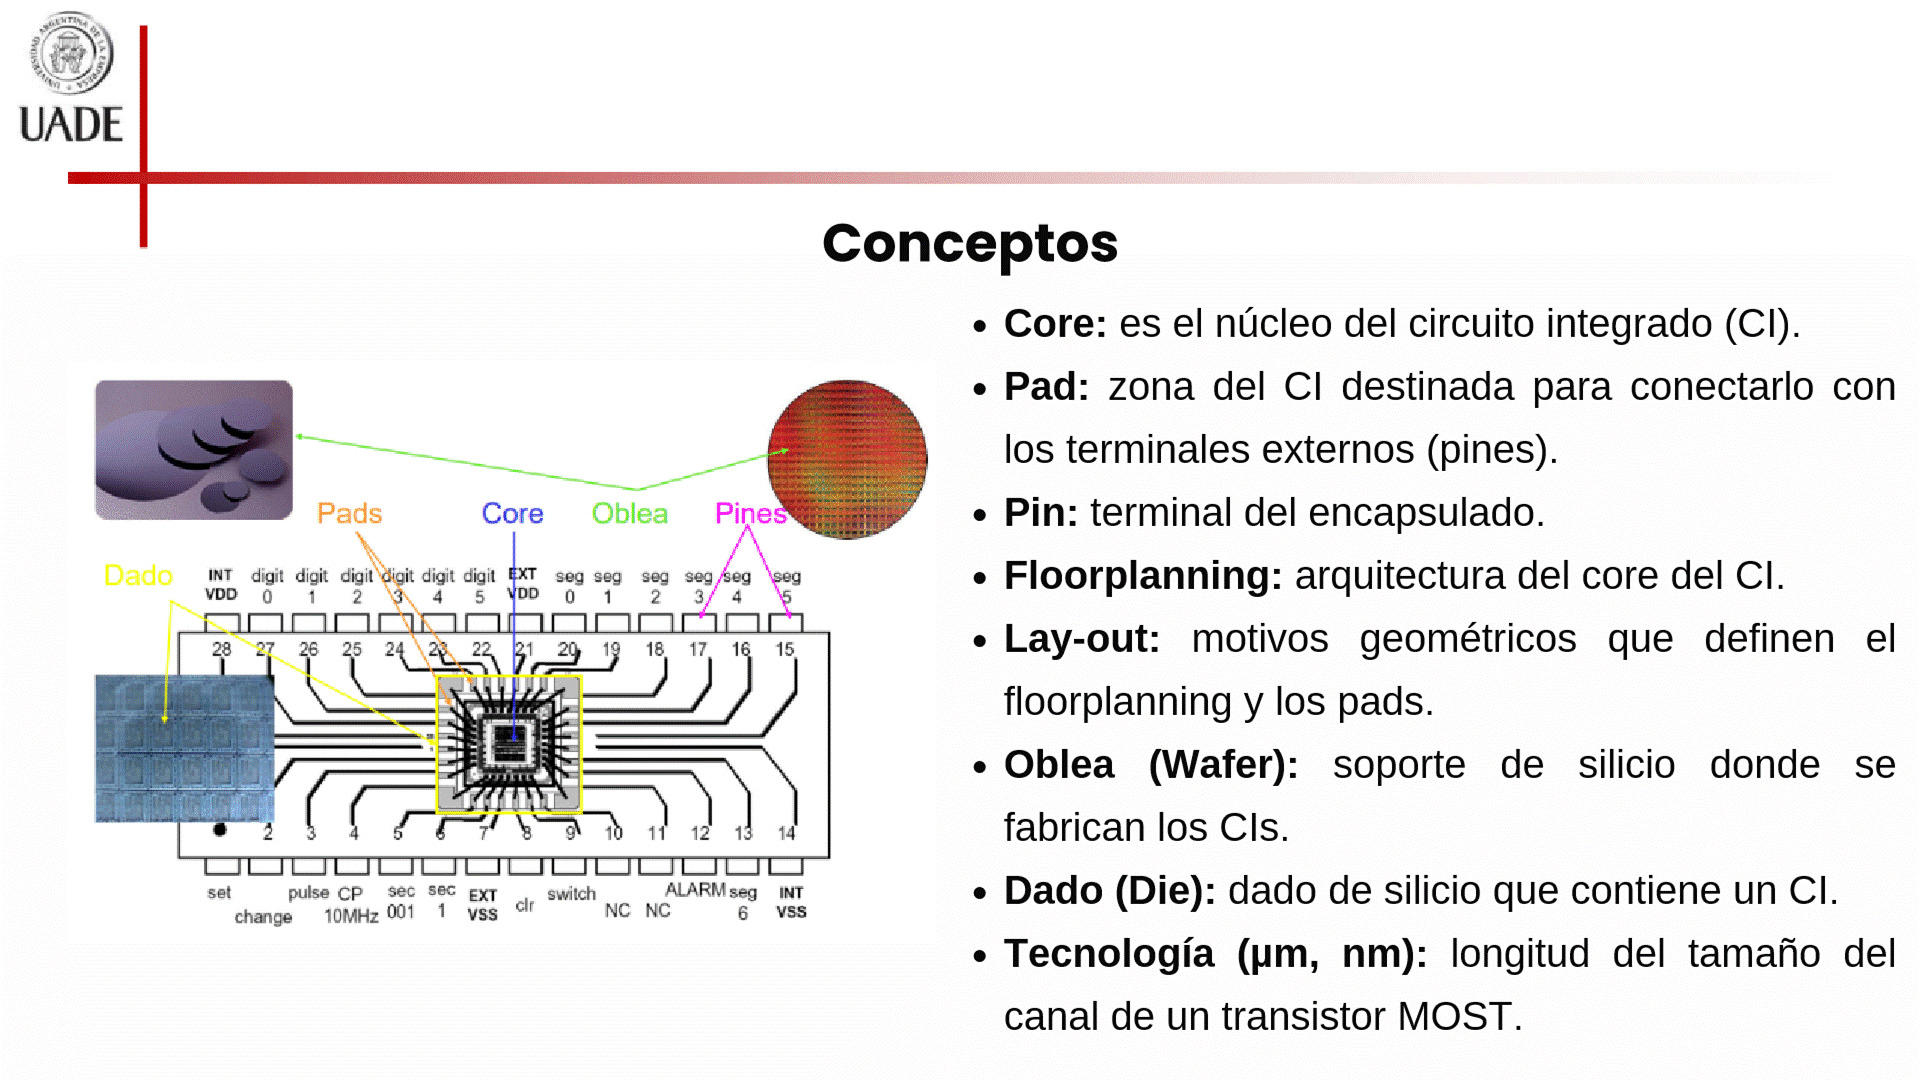 UNIVERSIDAD ARGENTINA DE LA EMPRESA
UADE
Conceptos
Pads
Core
Oblea
Pines
Dado
INT VDD
digit 0
digit 1
digit 2
digit 3
digit 4
digit 5
EXT VDD
seg 0
seg 1
seg 2
seg 3
seg 4
seg 5
28 27 26 25 24 23 22 21 20 19 18 17 16 15
2 3 4 5 6 7 8 9 10 11 12 13 14
set
change
pulse
CP 10MHz
sec 001
sec 1
EXT VSS
clr
switch
NC
NC
ALARM
seg 6
INT VSS
• Core: es el núcleo del circuito integrado (CI).
• Pad: zona del CI destinada para conectarlo con
los terminales externos (pines).
• Pin: terminal del encapsulado.
• Floorplanning: arquitectura del core del CI.
• Lay-out: motivos geométricos que definen el
floorplanning y los pads.
• Oblea (Wafer): soporte de silicio donde se
fabrican los CIs.
• Dado (Die): dado de silicio que contiene un CI.
• Tecnología (µm, nm): longitud del tamaño del
canal de un transistor MOST.